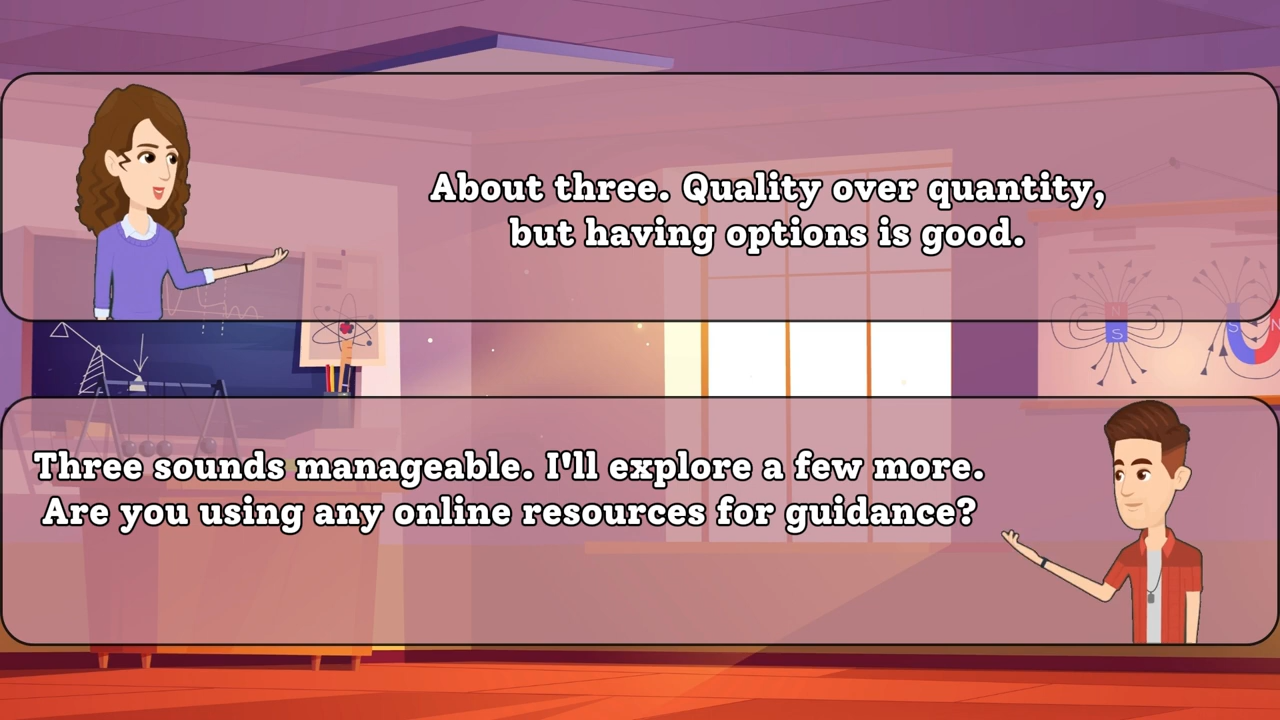 About three. Quality over quantity,
but having options is good.
N
S
S
N
Three sounds manageable. I'll explore a few more.
Are you using any online resources for guidance?